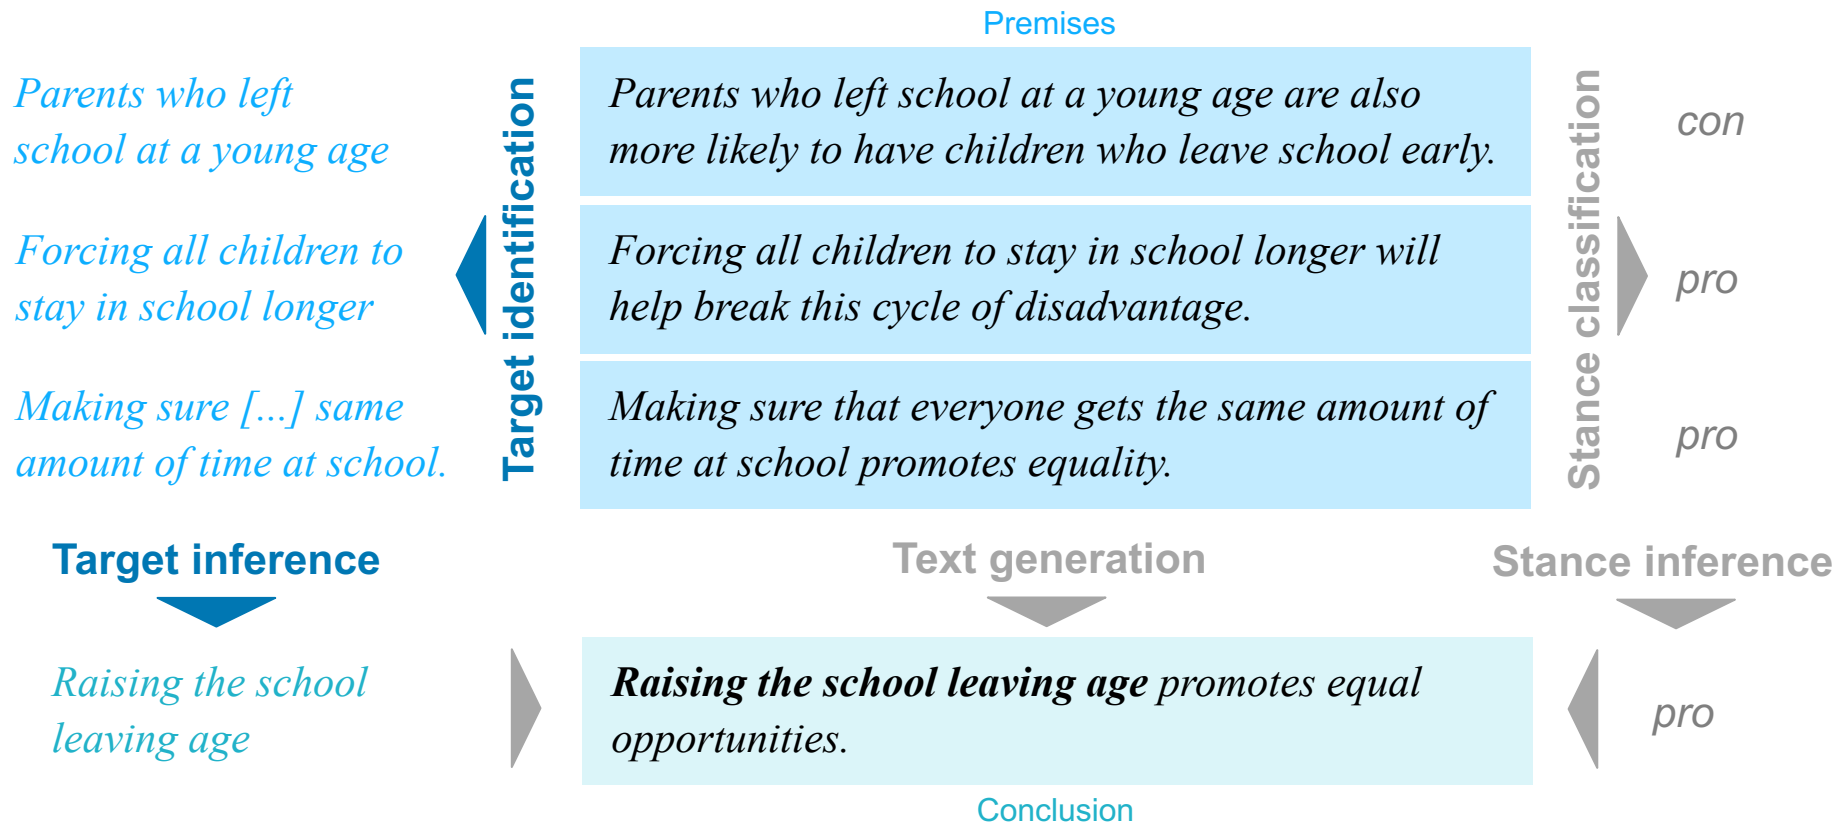 Premises
Parents who left
school at a young age
Target identification
Parents who left school at a young age are also
more likely to have children who leave school early.
Stance classification
con
Forcing all children to
stay in school longer
Forcing all children to stay in school longer will
help break this cycle of disadvantage.
pro
Making sure [...] same
amount of time at school.
Making sure that everyone gets the same amount of
time at school promotes equality.
pro
Target inference
Text generation
Stance inference
Raising the school
leaving age
Raising the school leaving age promotes equal
opportunities.
pro
Conclusion